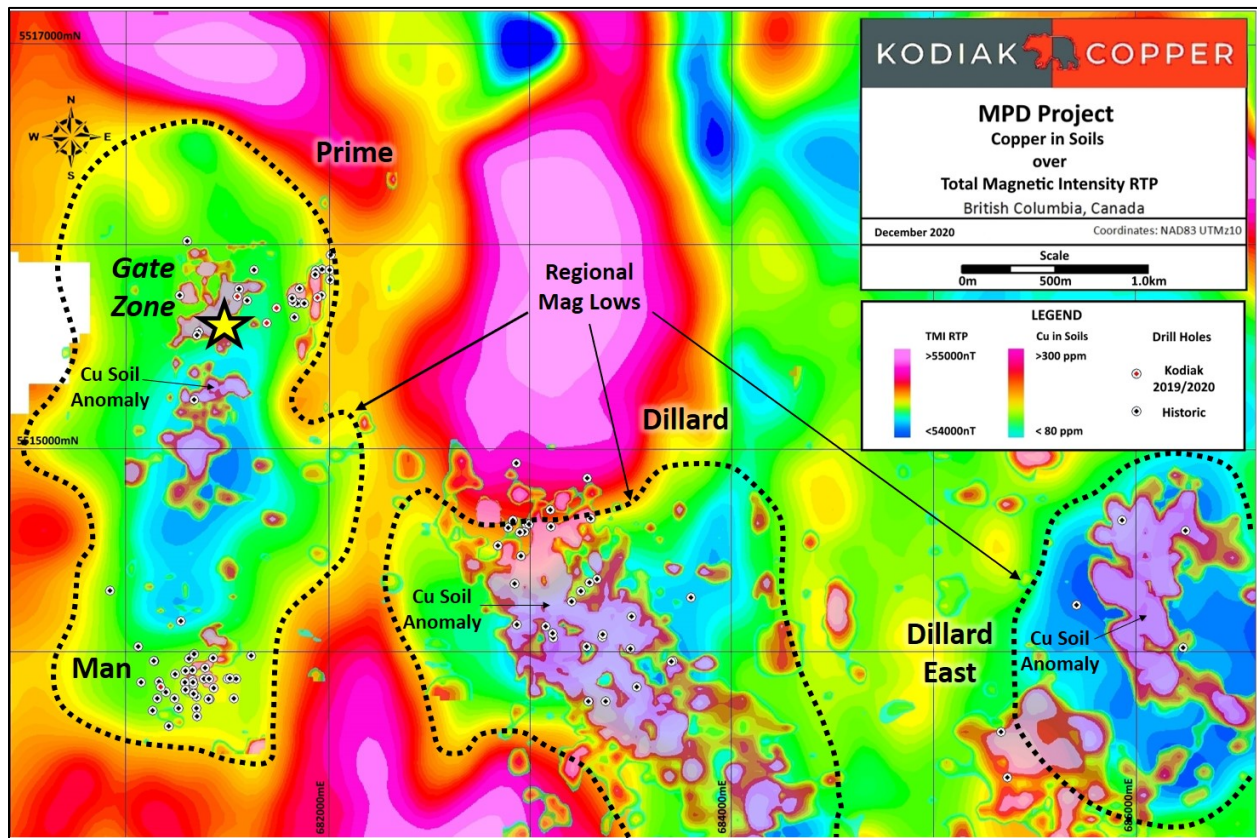 5517000mN
N
W
E
S
Prime
Gate
Zone
Regional
Mag Lows
Cu Soil
Anomaly
Dillard
5515000mN
Cu Soil
Anomaly
Dillard
East
Cu Soil
Anomaly
Man
682000mE
684000mE
686000mE
KODIAK COPPER
MPD Project
Copper in Soils
over
Total Magnetic Intensity RTP
British Columbia, Canada
December 2020
Coordinates: NAD83 UTMz10
Scale
0m 500m 1.0km
LEGEND
TMI RTP
>55000nT
<54000nT
Cu in Soils
>300 ppm
< 80 ppm
Drill Holes
Kodiak
2019/2020
Historic